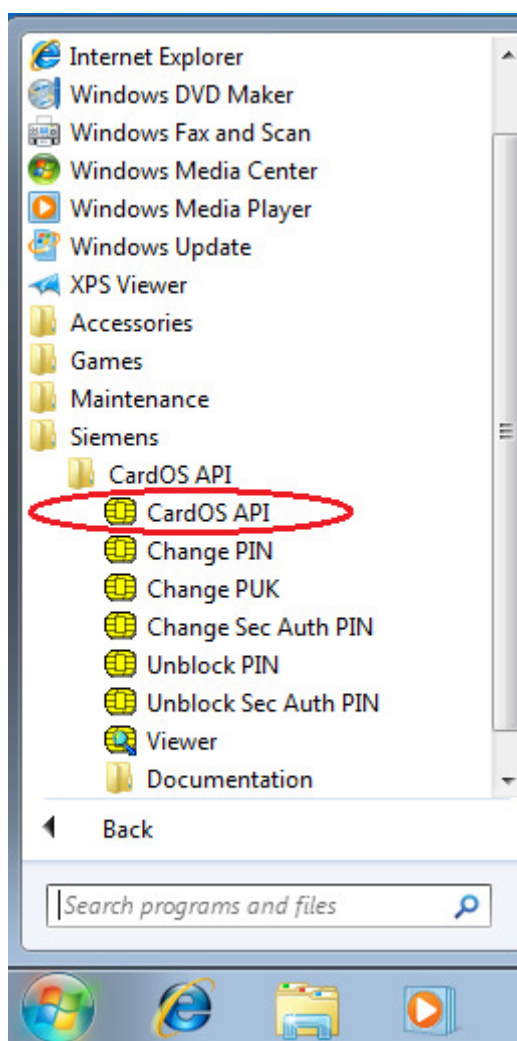 Internet Explorer
Windows DVD Maker
Windows Fax and Scan
Windows Media Center
Windows Media Player
Windows Update
XPS Viewer
Accessories
Games
Maintenance
Siemens
CardOS API
CardOS API
Change PIN
Change PUK
Change Sec Auth PIN
Unblock PIN
Unblock Sec Auth PIN
Viewer
Documentation
Back
Search programs and files